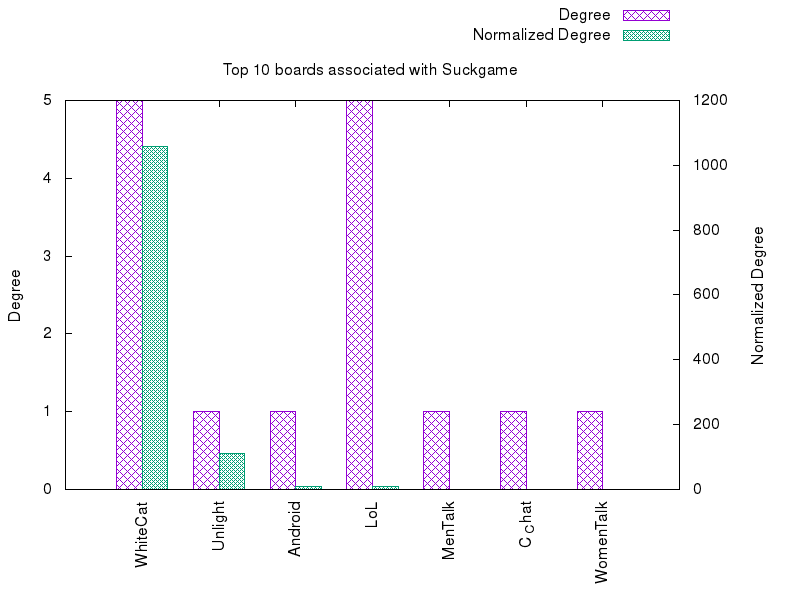 Degree
Normalized Degree
Top 10 boards associated with Suckgame
5
4
3
2
1
0
Degree
1200
1000
800
600
400
200
0
Normalized Degree
WhiteCat
Unlight
Android
LoL
MenTalk
C_Chat
WomenTalk